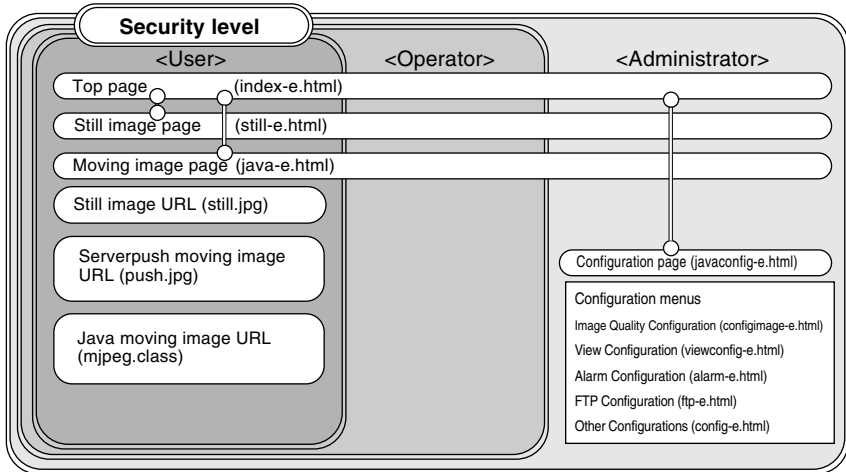 Security level
<User>
<Operator>
<Administrator>
Top page (index-e.html)
Still image page (still-e.html)
Moving image page (java-e.html)
Still image URL (still.jpg)
Serverpush moving image
URL (push.jpg)
Java moving image URL
(mjpeg.class)
Configuration page (javaconfig-e.html)
Configuration menus
Image Quality Configuration (configimage-e.html)
View Configuration (viewconfig-e.html)
Alarm Configuration (alarm-e.html)
FTP Configuration (ftp-e.html)
Other Configurations (config-e.html)